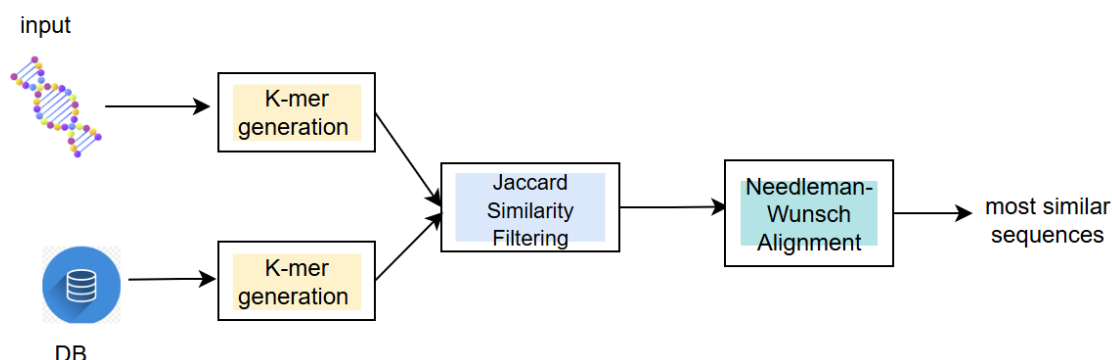 input
K-mer
generation
Jaccard
Similarity
Filtering
Needleman-
Wunsch
Alignment
most similar
sequences
K-mer
generation
DB